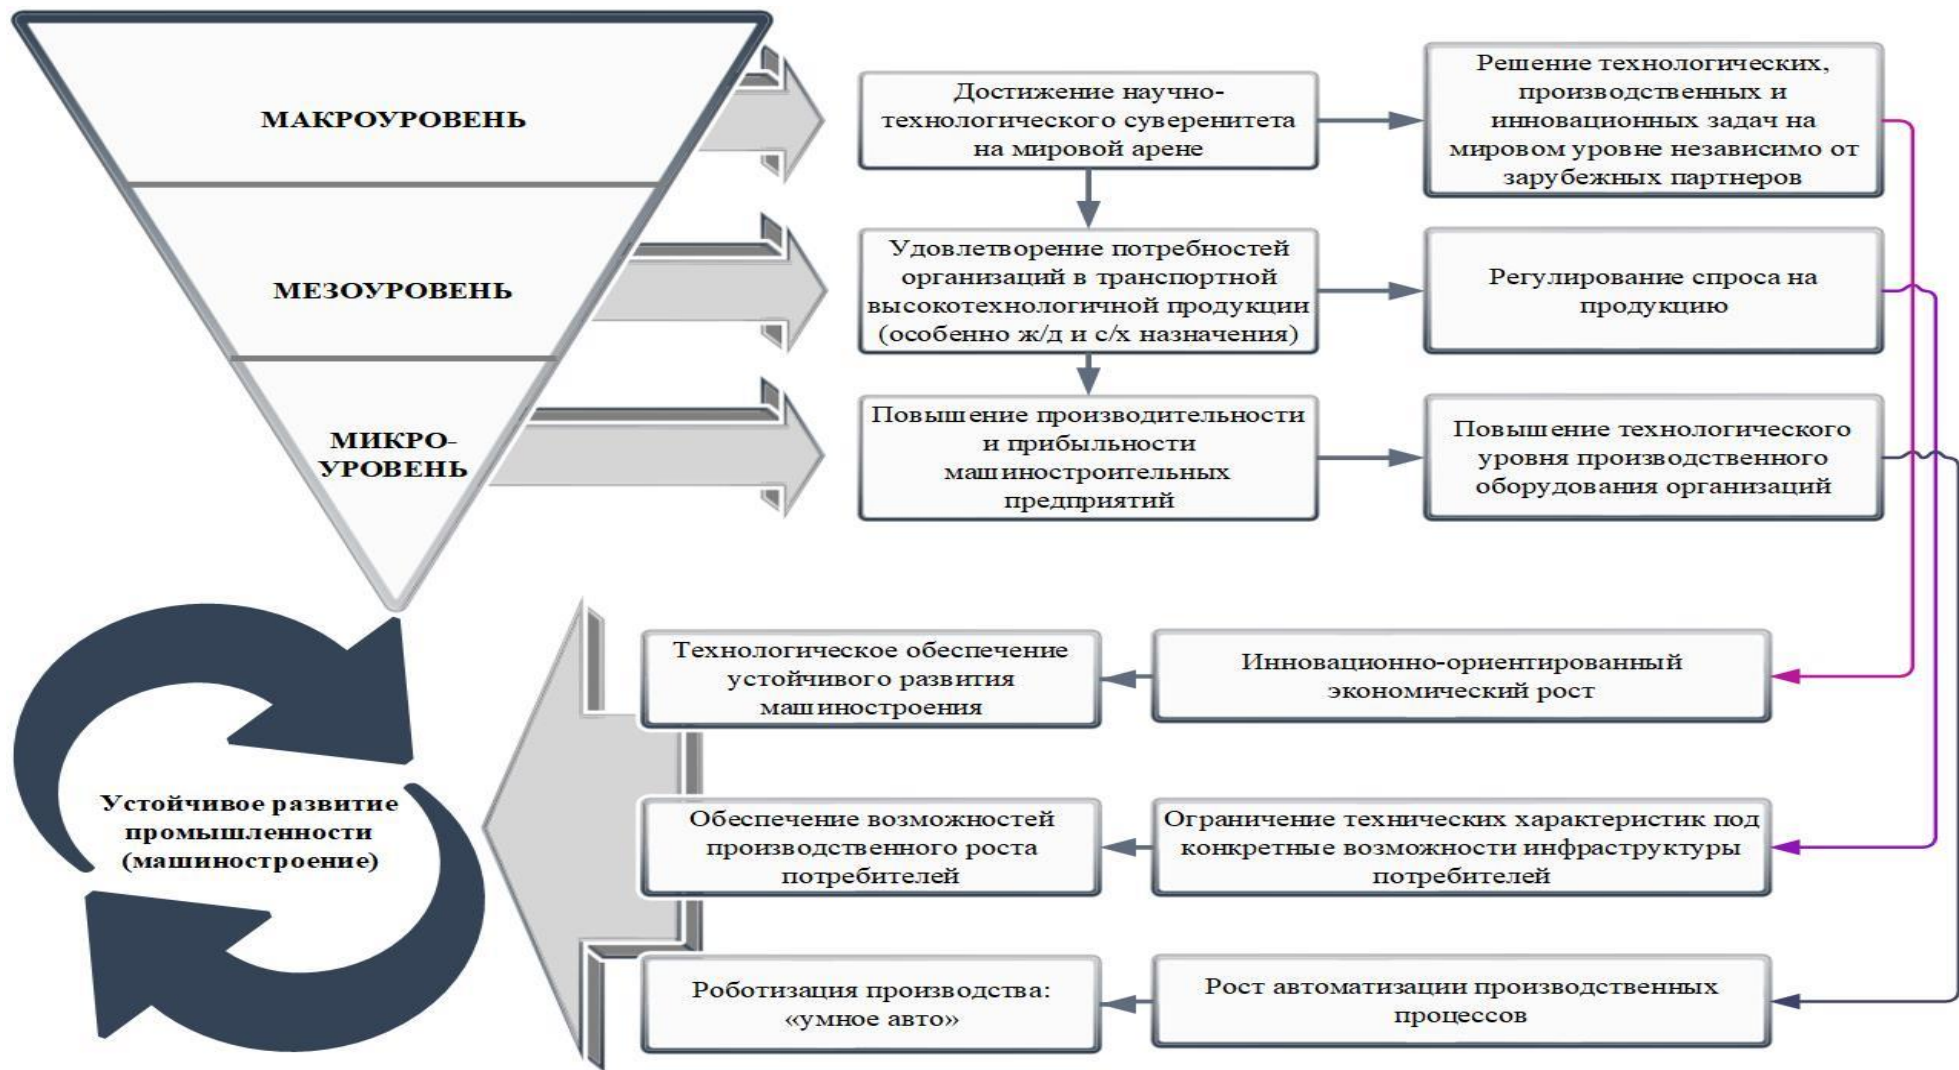 МАКРОУРОВЕНЬ
Достижение научно-
технологического суверенитета
на мировой арене
Решение технологических,
производственных и
инновационных задач на
мировом уровне независимо от
зарубежных партнеров
МЕЗОУРОВЕНЬ
Удовлетворение потребностей
организаций в транспортной
высокотехнологичной продукции
(особенно ж/д и с/х назначения)
Регулирование спроса на
продукцию
МИКРО-
УРОВЕНЬ
Повышение производительности
и прибыльности
машиностроительных
предприятий
Повышение технологического
уровня производственного
оборудования организаций
Технологическое обеспечение
устойчивого развития
машиностроения
Инновационно-ориентированный
экономический рост
Устойчивое развитие
промышленности
(машиностроение)
Обеспечение возможностей
производственного роста
потребителей
Ограничение технических характеристик под
конкретные возможности инфраструктуры
потребителей
Роботизация производства:
«умное авто»
Рост автоматизации производственных
процессов